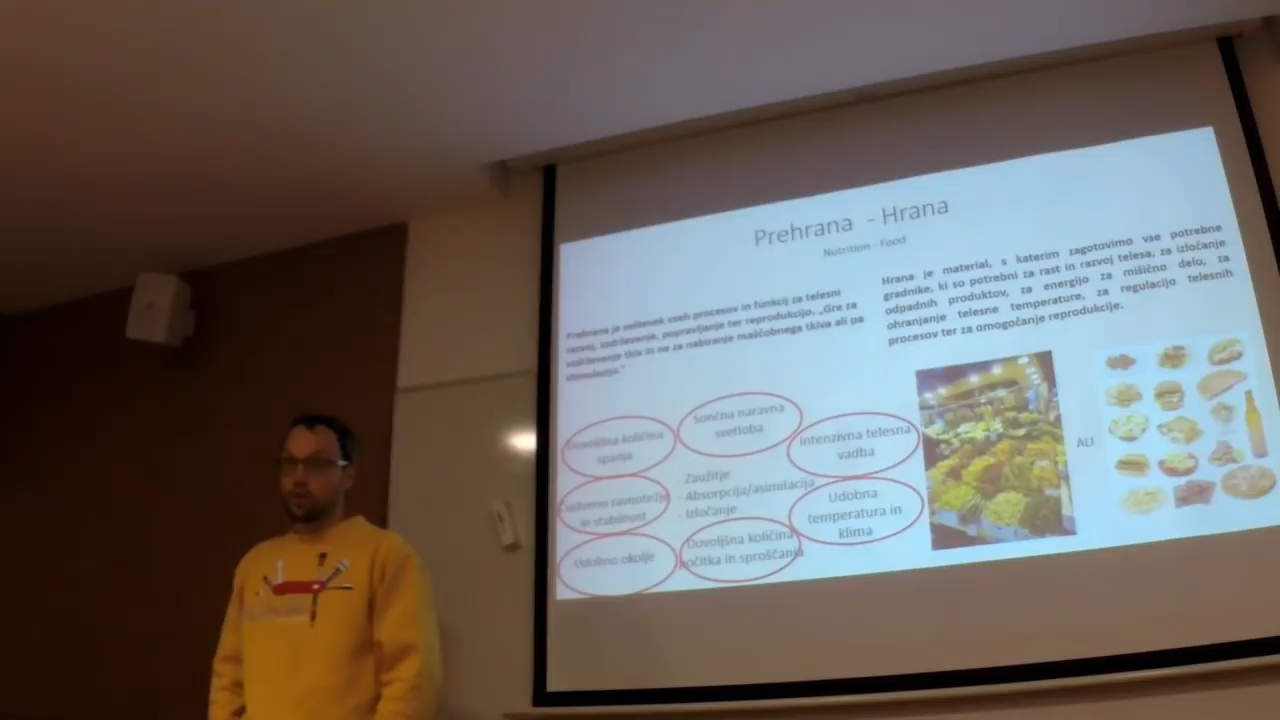 Prehrana - Hrana
Nutrition - Food
Prehrana je seštevek vseh procesov in funkcij za telesni
razvoj, vzdrževanje, popravljanje ter reprodukcijo. „Gre za
vzdrževanje tkiv in ne za nabiranje maščobnega tkiva ali pa
stimulacijo."
Hrana je material, s katerim zagotovimo vse potrebne
gradnike, ki so potrebni za rast in razvoj telesa, za izločanje
odpadnih produktov, za energijo za mišično delo, za
ohranjanje telesne temperature, za regulacijo telesnih
procesov ter za omogočanje reprodukcije.
Dovoljšna količina
spanja
Sončna naravna
svetloba
Intenzivna telesna
vadba
ravnotežje
in stabilnost
- Zaužitje
- Absorpcija/asimilacija
- Izločanje
Udobna
temperatura in
klima
Udobno okolje
Dovoljšna količina
počitka in sproščanja
ALI